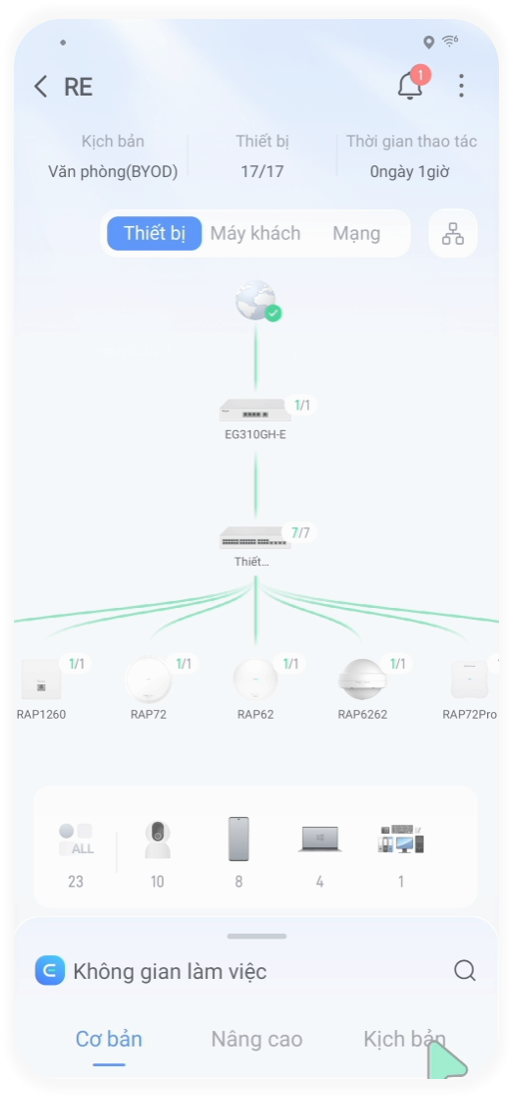 RE
1
Kịch bản Thiết bị Thời gian thao tác
Văn phòng(BYOD) 17/17 0ngày 1giờ
Thiết bị Máy khách Mạng
1/1
EG310GH-E
7/7
Thiết...
1/1 1/1 1/1 1/1
RAP1260 RAP72 RAP62 RAP6262 RAP72Pro
ALL
23 10 8 4 1
Không gian làm việc
Cơ bản Nâng cao Kịch bản